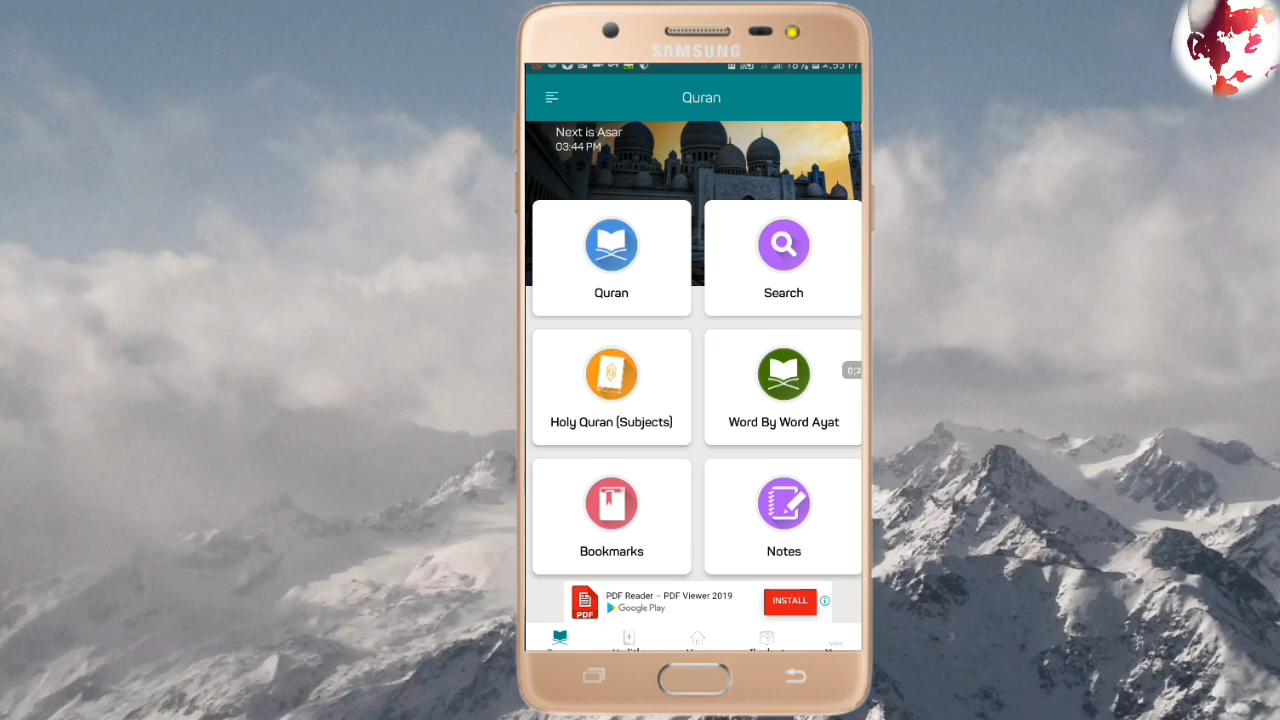 SAMSUNG
Quran
Next is Asar
03:44 PM
Quran
Search
Holy Quran (Subjects)
Word By Word Ayat
Bookmarks
Notes
PDF
PDF Reader – PDF Viewer 2019
Google Play
INSTALL